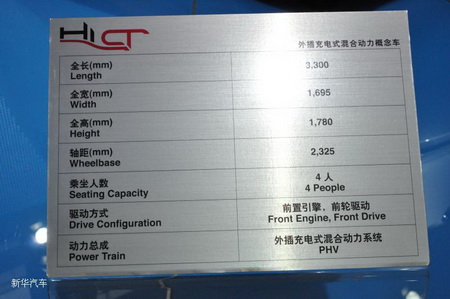 HI CT
外插充电式混合动力概念车
全长(mm)
Length
3,300
全宽(mm)
Width
1,695
全高(mm)
Height
1,780
轴距(mm)
Wheelbase
2,325
乘坐人数
Seating Capacity
4 人
4 People
驱动方式
Drive Configuration
前置引擎，前轮驱动
Front Engine, Front Drive
动力总成
Power Train
外插充电式混合动力系统
PHV
新华汽车